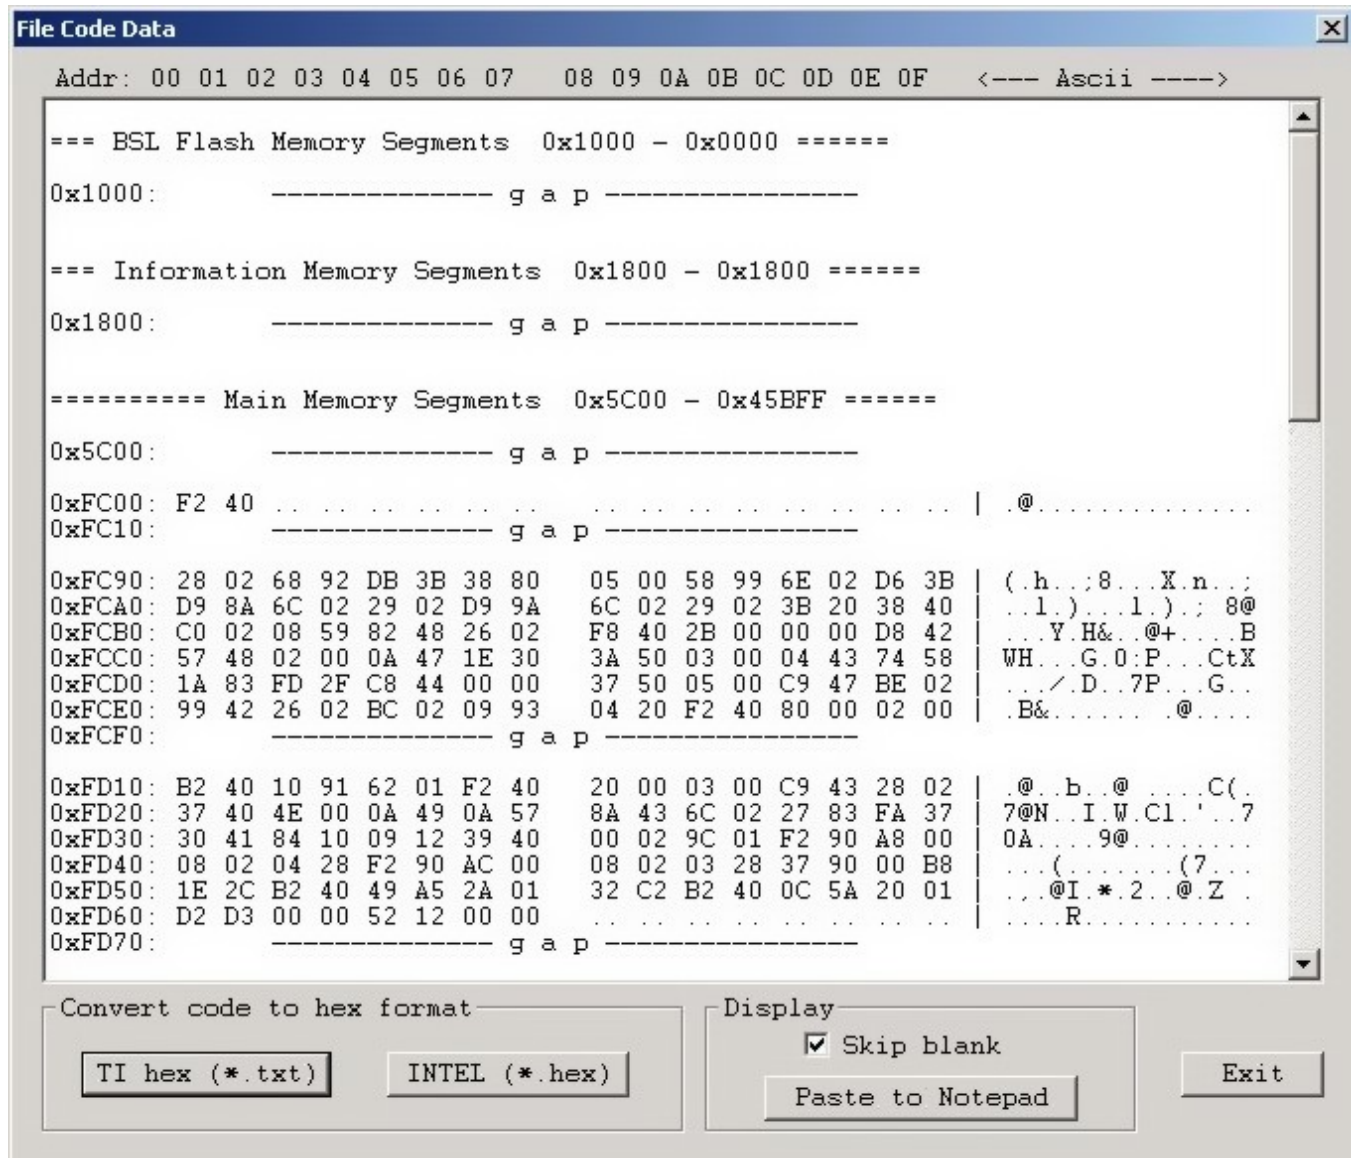 File Code Data
Addr: 00 01 02 03 04 05 06 07   08 09 0A 0B 0C 0D 0E 0F   <--- Ascii ---->
=== BSL Flash Memory Segments  0x1000 - 0x0000 ======
0x1000:       -------------- g a p ----------------
=== Information Memory Segments  0x1800 - 0x1800 ======
0x1800:       -------------- g a p ----------------
========== Main Memory Segments  0x5C00 - 0x45BFF ======
0x5C00:       -------------- g a p ----------------
0xFC00: F2 40 .. .. .. .. .. ..   .. .. .. .. .. .. .. .. | .@..............
0xFC10:       -------------- g a p ----------------
0xFC90: 28 02 68 92 DB 3B 38 80   05 00 58 99 6E 02 D6 3B | (.h..;8...X.n..;
0xFCA0: D9 8A 6C 02 29 02 D9 9A   6C 02 29 02 3B 20 38 40 | ..l.)...l.).; 8@
0xFCB0: C0 02 08 59 82 48 26 02   F8 40 2B 00 00 00 D8 42 | ...Y.H&..@+....B
0xFCC0: 57 48 02 00 0A 47 1E 30   3A 50 03 00 04 43 74 58 | WH...G.0:P...CtX
0xFCD0: 1A 83 FD 2F C8 44 00 00   37 50 05 00 C9 47 BE 02 | .../.D..7P...G..
0xFCE0: 99 42 26 02 BC 02 09 93   04 20 F2 40 80 00 02 00 | .B&...... .@....
0xFCF0:       -------------- g a p ----------------
0xFD10: B2 40 10 91 62 01 F2 40   20 00 03 00 C9 43 28 02 | .@..b..@ ....C(.
0xFD20: 37 40 4E 00 0A 49 0A 57   8A 43 6C 02 27 83 FA 37 | 7@N..I.W.Cl.'..7
0xFD30: 30 41 84 10 09 12 39 40   00 02 9C 01 F2 90 A8 00 | 0A....9@........
0xFD40: 08 02 04 28 F2 90 AC 00   08 02 03 28 37 90 00 B8 | ...(.......(7...
0xFD50: 1E 2C B2 40 49 A5 2A 01   32 C2 B2 40 0C 5A 20 01 | .,.@I.*.2..@.Z .
0xFD60: D2 D3 00 00 52 12 00 00   .. .. .. .. .. .. .. .. | ....R...........
0xFD70:       -------------- g a p ----------------
Convert code to hex format
Display
Skip blank
TI hex (*.txt)
INTEL (*.hex)
Exit
Paste to Notepad